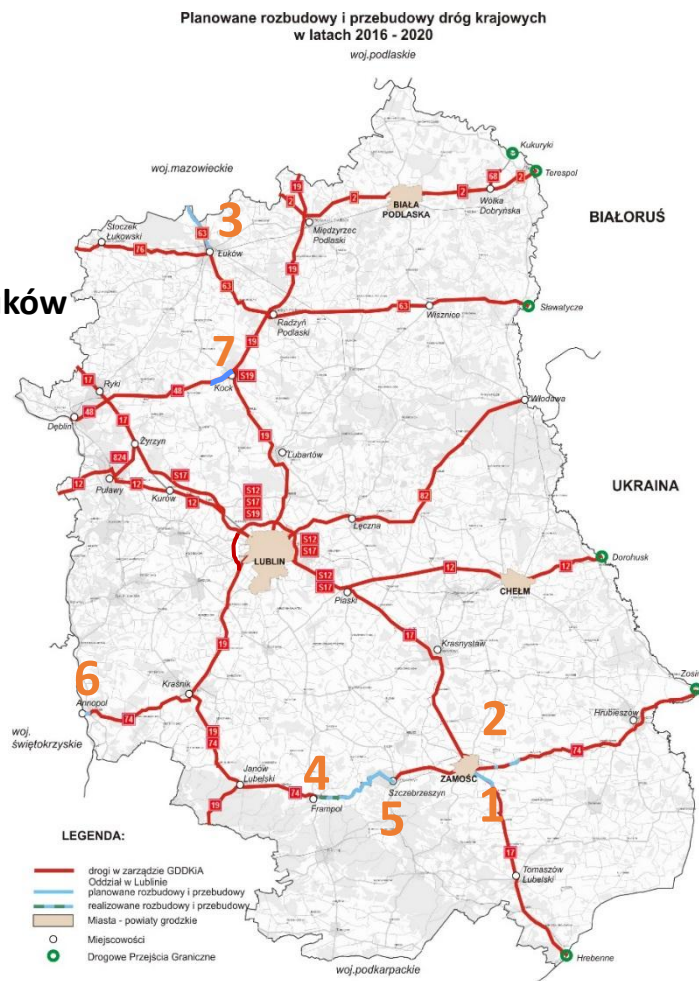 Planowane rozbudowy i przebudowy dróg krajowych
w latach 2016 - 2020
woj.podlaskie
Kukuryki
woj.mazowieckie
19
68
2
Terespol
2
2
2
BIAŁA
PODLASKA
Wólka
Dobryńska
BIAŁORUŚ
3
Stoczek
Łukowski
63
Międzyrzec
Podlaski
76
Łuków
19
63
ków
63
Sławatycze
Wisznice
Radzyń
Podlaski
7
19
17
Ryki
S19
48
Kock
Włodawa
Dęblin
48
17
19
Żyrzyn
Lubartów
824
S17
UKRAINA
12
Puławy
12
Kurów
12
82
S12
S17
S19
Łęczna
S12
S17
Dorohusk
LUBLIN
S12
S17
12
12
CHEŁM
Piaski
17
19
Krasnystaw
6
Zosin
Annopol
Kraśnik
2
Hrubieszów
woj.
świętokrzyskie
74
19
74
74
Janów
Lubelski
4
ZAMOŚĆ
74
Szczebrzeszyn
1
19
Frampol
5
17
LEGENDA:
Tomaszów
Lubelski
drogi w zarządzie GDDKiA
Oddział w Lublinie
planowane rozbudowy i przebudowy
realizowane rozbudowy i przebudowy
Miasta - powiaty grodzkie
Miejscowości
Drogowe Przejścia Graniczne
Hrebenne
woj.podkarpackie